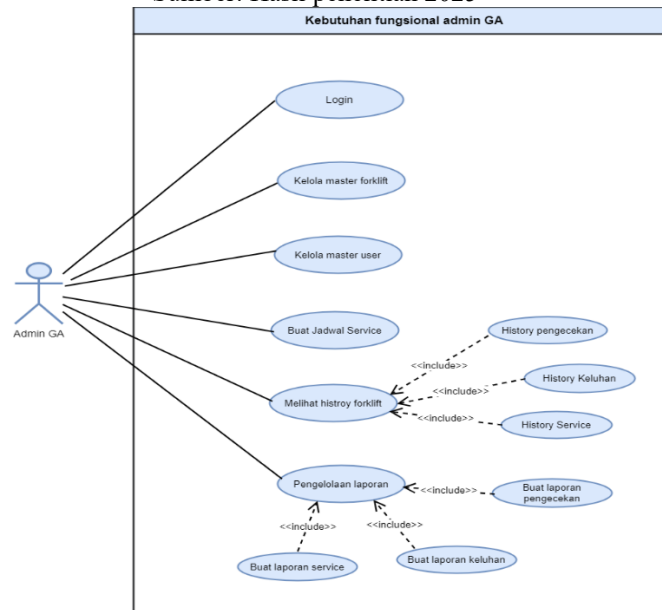 Sumber: Hasil penelitian 2023
Kebutuhan fungsional admin GA
Login
Kelola master forklift
Kelola master user
Admin GA
Buat Jadwal Service
History pengecekan
<<include>>
History Keluhan
<<include>>
Melihat histroy forklift
<<include>>
History Service
Pengelolaan laporan
<<include>>
Buat laporan
pengecekan
<<include>>
<<include>>
Buat laporan service
Buat laporan keluhan